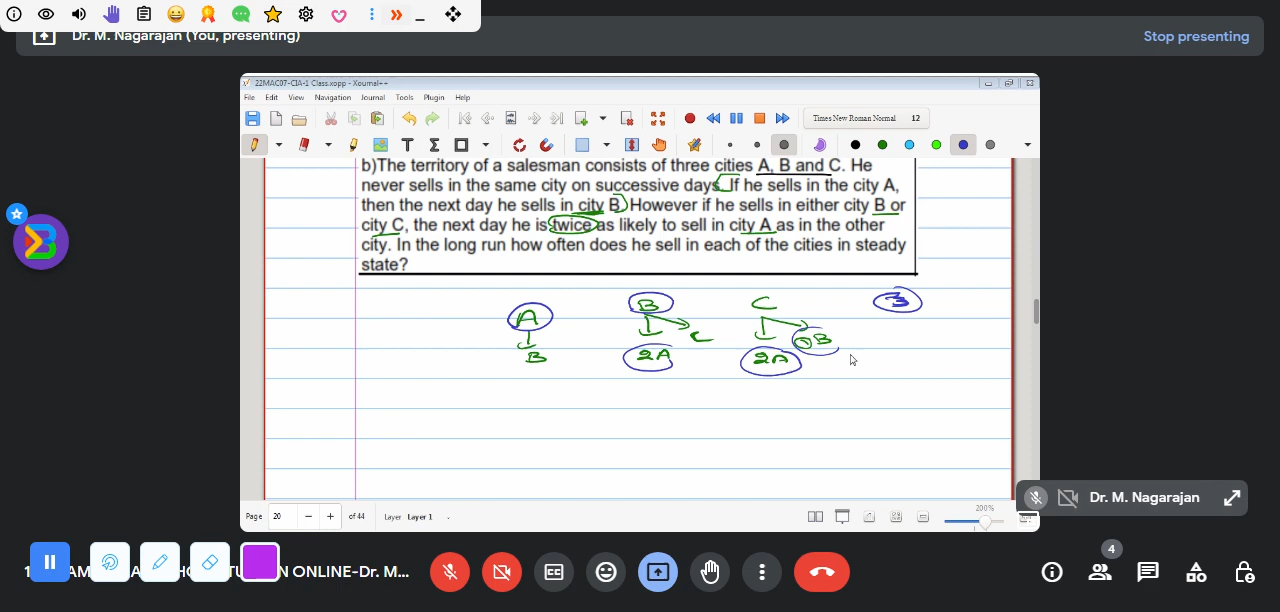 Dr. M. Nagarajan (You, presenting)
Stop presenting
22MAC07-CIA-1 Class.xopp - Xournal++
File Edit View Navigation Journal Tools Plugin Help
Times New Roman Normal 12
b)The territory of a salesman consists of three cities A, B and C. He
never sells in the same city on successive days. If he sells in the city A,
then the next day he sells in city B. However if he sells in either city B or
city C, the next day he is twice as likely to sell in city A as in the other
city. In the long run how often does he sell in each of the cities in steady
state?
A B C 3
B 2A C 2A B
Dr. M. Nagarajan
Page 20 of 44 Layer Layer 1 200%
4
ONLINE-Dr. M...